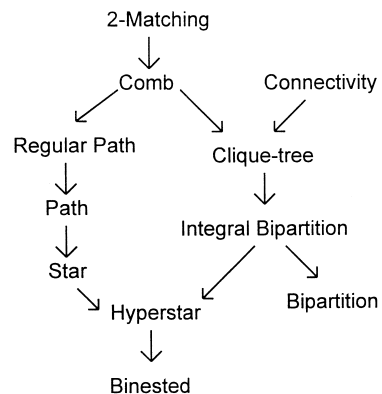 2-Matching
Comb
Connectivity
Regular Path
Clique-tree
Path
Integral Bipartition
Star
Bipartition
Hyperstar
Binested